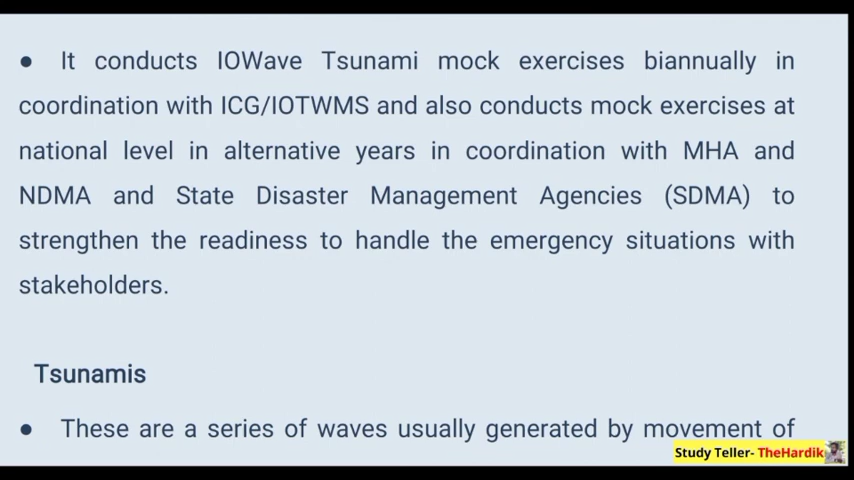 ● It conducts IOWave Tsunami mock exercises biannually in
coordination with ICG/IOTWMS and also conducts mock exercises at
national level in alternative years in coordination with MHA and
NDMA and State Disaster Management Agencies (SDMA) to
strengthen the readiness to handle the emergency situations with
stakeholders.
Tsunamis
● These are a series of waves usually generated by movement of
Study Teller- TheHardik